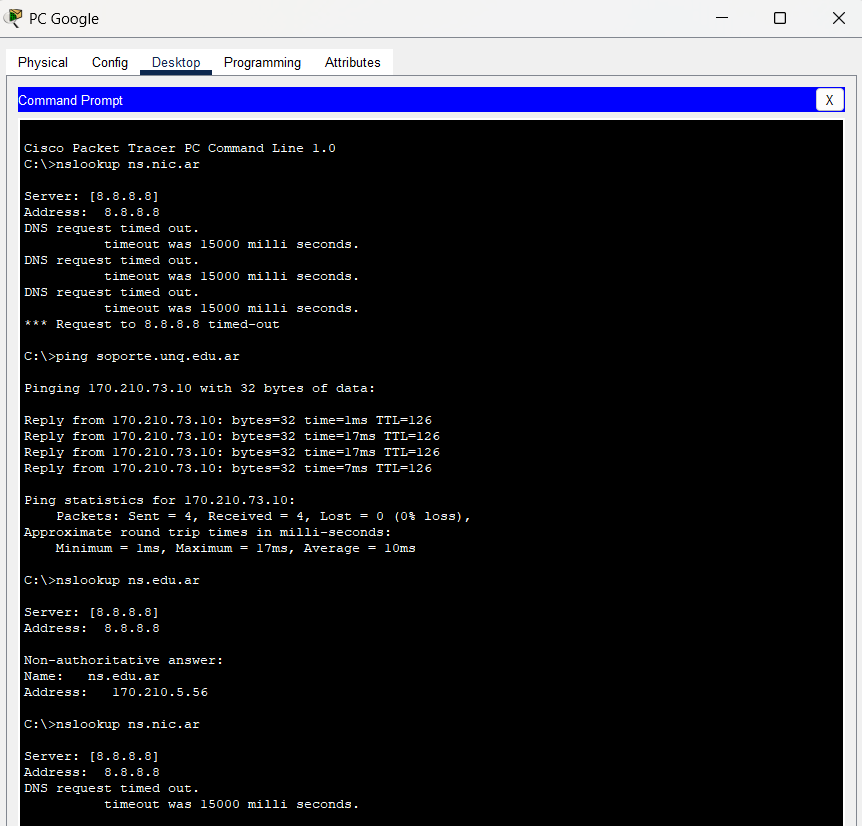 PC Google
Physical Config Desktop Programming Attributes
Command Prompt X
Cisco Packet Tracer PC Command Line 1.0
C:\>nslookup ns.nic.ar
Server: [8.8.8.8]
Address:  8.8.8.8
DNS request timed out.
          timeout was 15000 milli seconds.
DNS request timed out.
          timeout was 15000 milli seconds.
DNS request timed out.
          timeout was 15000 milli seconds.
*** Request to 8.8.8.8 timed-out
C:\>ping soporte.unq.edu.ar
Pinging 170.210.73.10 with 32 bytes of data:
Reply from 170.210.73.10: bytes=32 time=1ms TTL=126
Reply from 170.210.73.10: bytes=32 time=17ms TTL=126
Reply from 170.210.73.10: bytes=32 time=17ms TTL=126
Reply from 170.210.73.10: bytes=32 time=7ms TTL=126
Ping statistics for 170.210.73.10:
    Packets: Sent = 4, Received = 4, Lost = 0 (0% loss),
Approximate round trip times in milli-seconds:
    Minimum = 1ms, Maximum = 17ms, Average = 10ms
C:\>nslookup ns.edu.ar
Server: [8.8.8.8]
Address:  8.8.8.8
Non-authoritative answer:
Name:   ns.edu.ar
Address:   170.210.5.56
C:\>nslookup ns.nic.ar
Server: [8.8.8.8]
Address:  8.8.8.8
DNS request timed out.
          timeout was 15000 milli seconds.